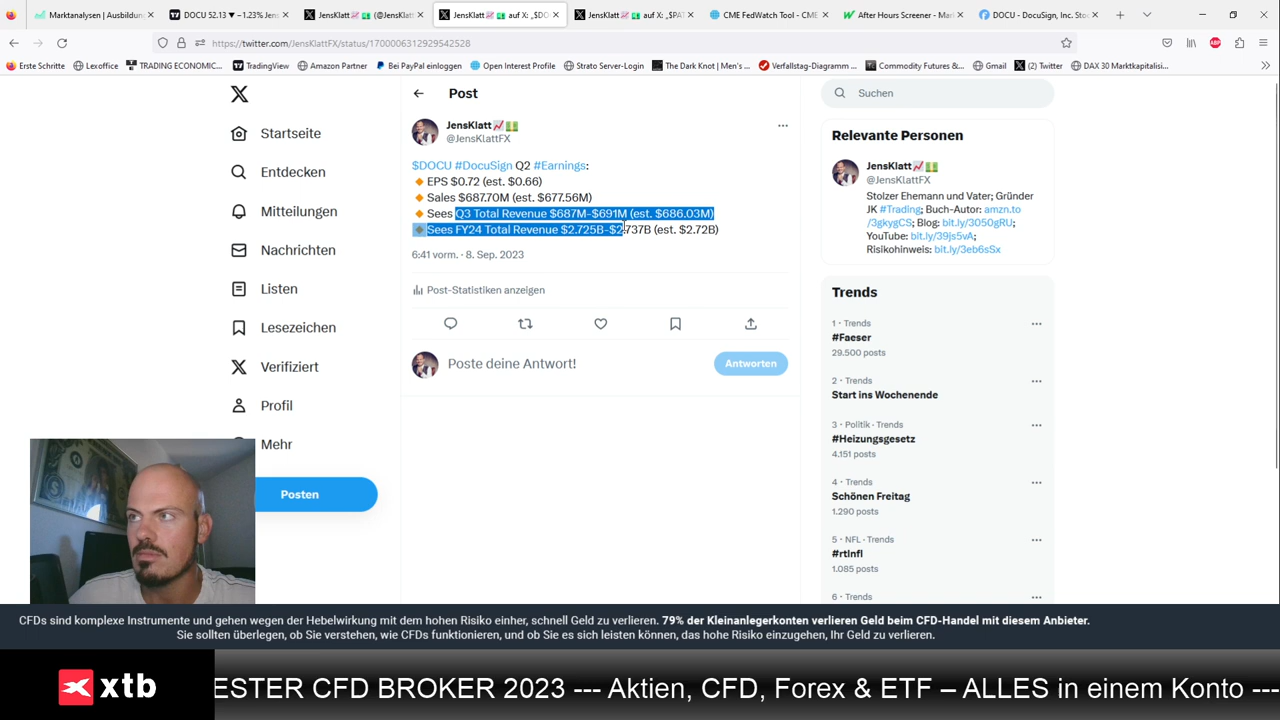 Marktanalysen | Ausbildung
DOCU 52.13 ▼ −1.23% Jens
JensKlatt📈💵 (@JensKlattFX
JensKlatt📈💵 auf X: „$DO
JensKlatt📈💵 auf X: „$PAT
CME FedWatch Tool - CME
After Hours Screener - Mar
DOCU - DocuSign, Inc. Stoc
https://twitter.com/JensKlattFX/status/1700006312929542528
Erste Schritte
Lexoffice
TRADING ECONOMIC...
TradingView
Amazon Partner
Bei PayPal einloggen
Open Interest Profile
Strato Server-Login
The Dark Knot | Men's ...
Verfallstag-Diagramm ...
Commodity Futures &...
Gmail
(2) Twitter
DAX 30 Marktkapitalisi...
Startseite
Entdecken
Mitteilungen
Nachrichten
Listen
Lesezeichen
Verifiziert
Profil
Mehr
Posten
Post
JensKlatt📈💵
@JensKlattFX
$DOCU #DocuSign Q2 #Earnings:
🔸EPS $0.72 (est. $0.66)
🔸Sales $687.70M (est. $677.56M)
🔸Sees Q3 Total Revenue $687M-$691M (est. $686.03M)
🔸Sees FY24 Total Revenue $2.725B-$2.737B (est. $2.72B)
6:41 vorm. · 8. Sep. 2023
Post-Statistiken anzeigen
Poste deine Antwort!
Antworten
Suchen
Relevante Personen
JensKlatt📈💵
@JensKlattFX
Stolzer Ehemann und Vater; Gründer
JK #Trading; Buch-Autor: amzn.to
/3gkygCS; Blog: bit.ly/3050gRU;
YouTube: bit.ly/39js5vA;
Risikohinweis: bit.ly/3eb6sSx
Trends
1 · Trends
#Faeser
29.500 posts
2 · Trends
Start ins Wochenende
3 · Politik · Trends
#Heizungsgesetz
4.151 posts
4 · Trends
Schönen Freitag
1.290 posts
5 · NFL · Trends
#rtlnfl
1.085 posts
6 · Trends
CFDs sind komplexe Instrumente und gehen wegen der Hebelwirkung mit dem hohen Risiko einher, schnell Geld zu verlieren. 79% der Kleinanlegerkonten verlieren Geld beim CFD-Handel mit diesem Anbieter.
Sie sollten überlegen, ob Sie verstehen, wie CFDs funktionieren, und ob Sie es sich leisten können, das hohe Risiko einzugehen, Ihr Geld zu verlieren.
xtb
ESTER CFD BROKER 2023 --- Aktien, CFD, Forex & ETF – ALLES in einem Konto ---